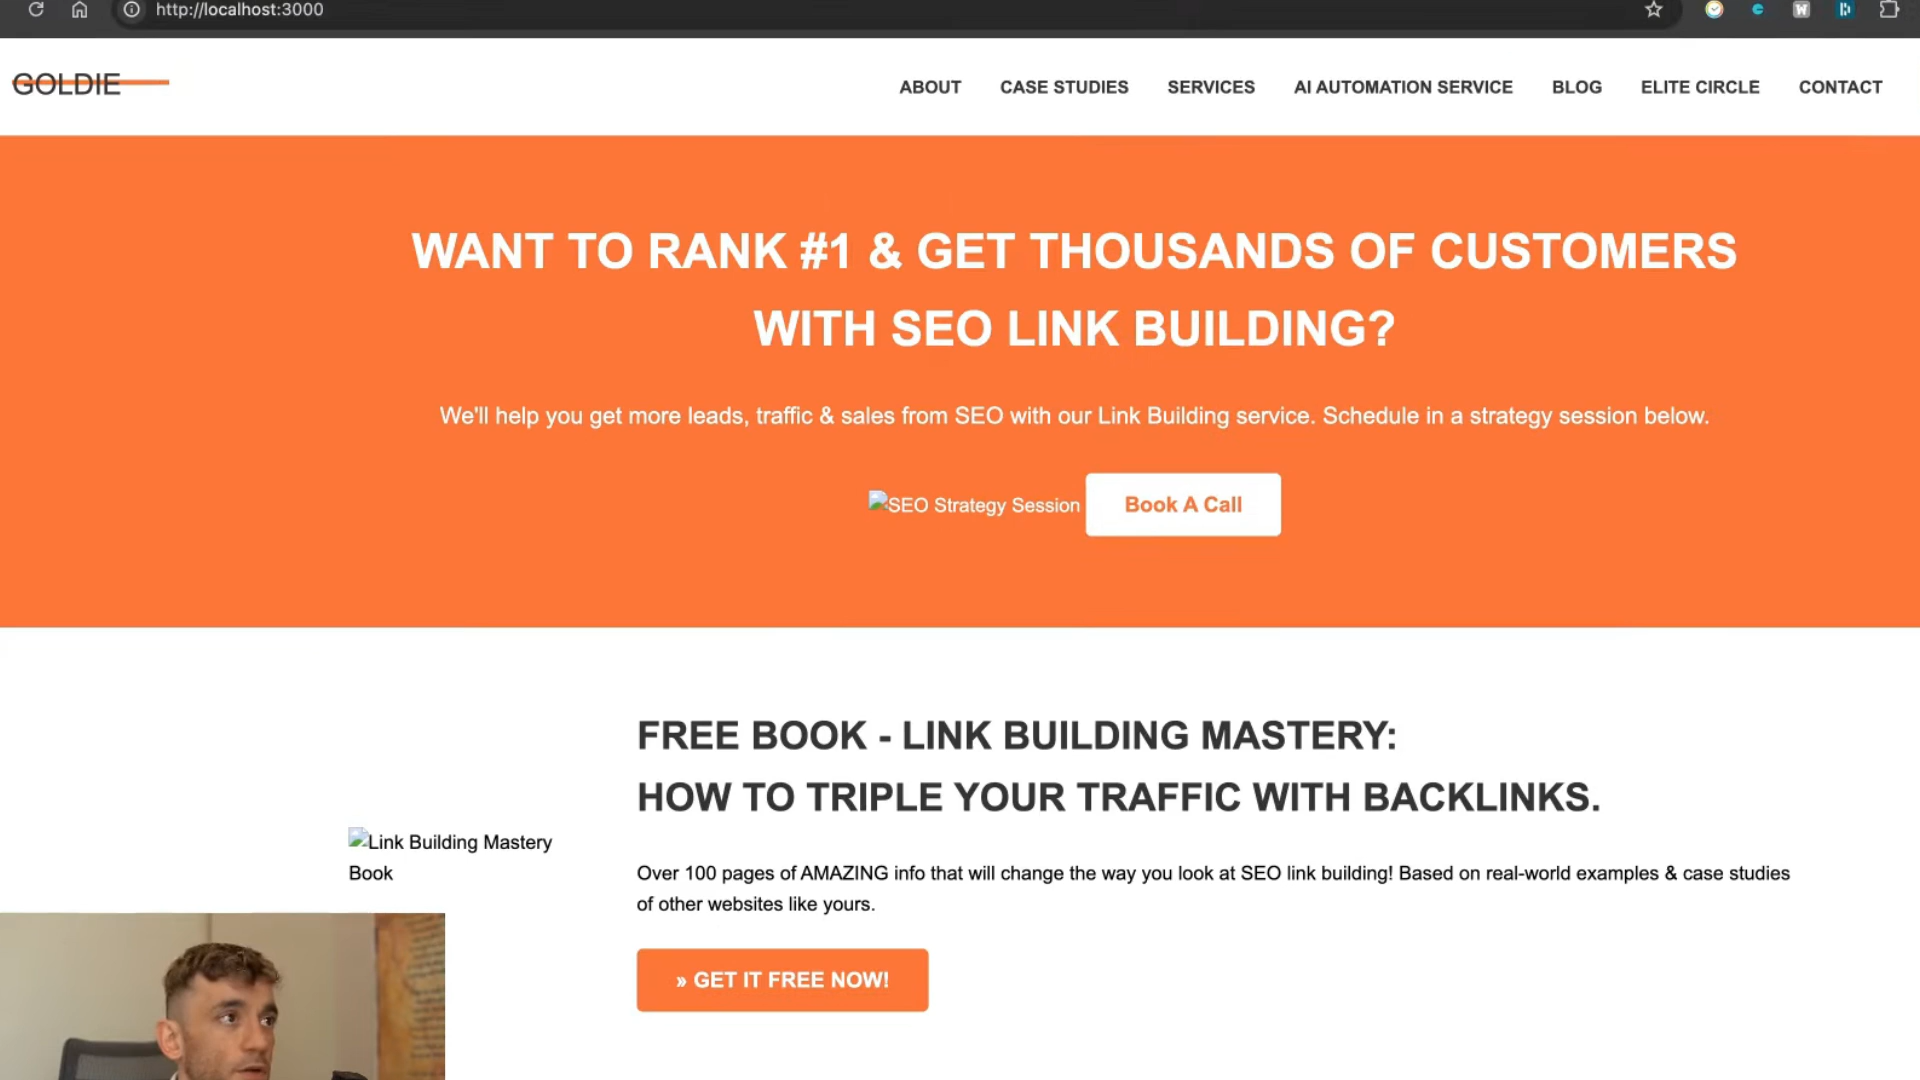 http://localhost:3000
GOLDIE
ABOUT CASE STUDIES SERVICES AI AUTOMATION SERVICE BLOG ELITE CIRCLE CONTACT
WANT TO RANK #1 & GET THOUSANDS OF CUSTOMERS
WITH SEO LINK BUILDING?
We'll help you get more leads, traffic & sales from SEO with our Link Building service. Schedule in a strategy session below.
SEO Strategy Session Book A Call
FREE BOOK - LINK BUILDING MASTERY:
HOW TO TRIPLE YOUR TRAFFIC WITH BACKLINKS.
Link Building Mastery
Book
Over 100 pages of AMAZING info that will change the way you look at SEO link building! Based on real-world examples & case studies
of other websites like yours.
» GET IT FREE NOW!